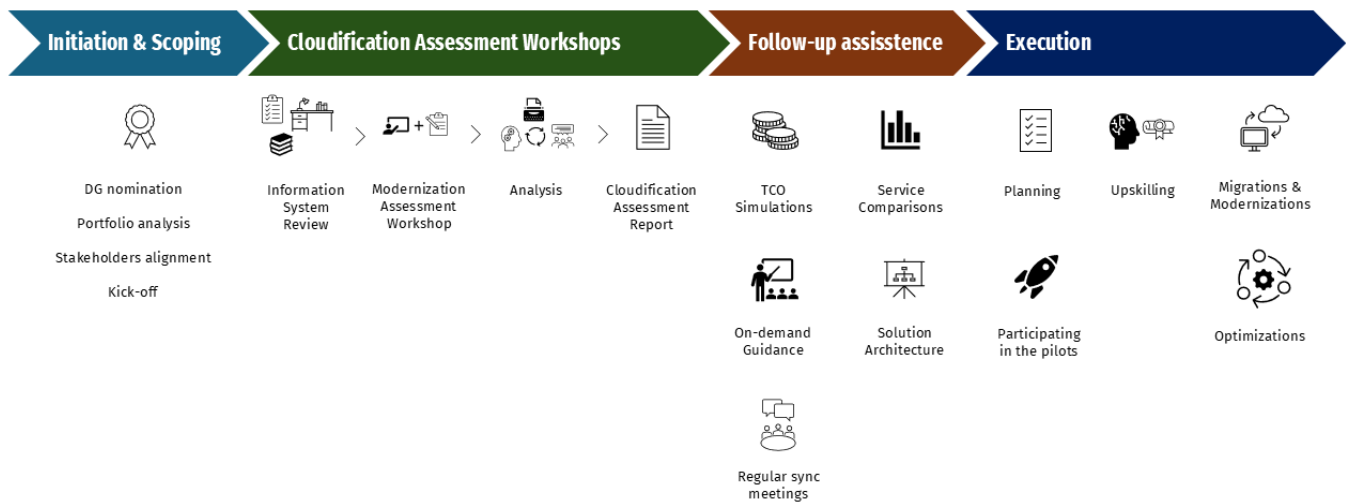 Initiation & Scoping
Cloudification Assessment Workshops
Follow-up assisstence
Execution
DG nomination
Portfolio analysis
Stakeholders alignment
Kick-off
Information
System
Review
Modernization
Assessment
Workshop
Analysis
Cloudification
Assessment
Report
TCO
Simulations
Service
Comparisons
On-demand
Guidance
Solution
Architecture
Regular sync
meetings
Planning
Upskilling
Migrations &
Modernizations
Participating
in the pilots
Optimizations